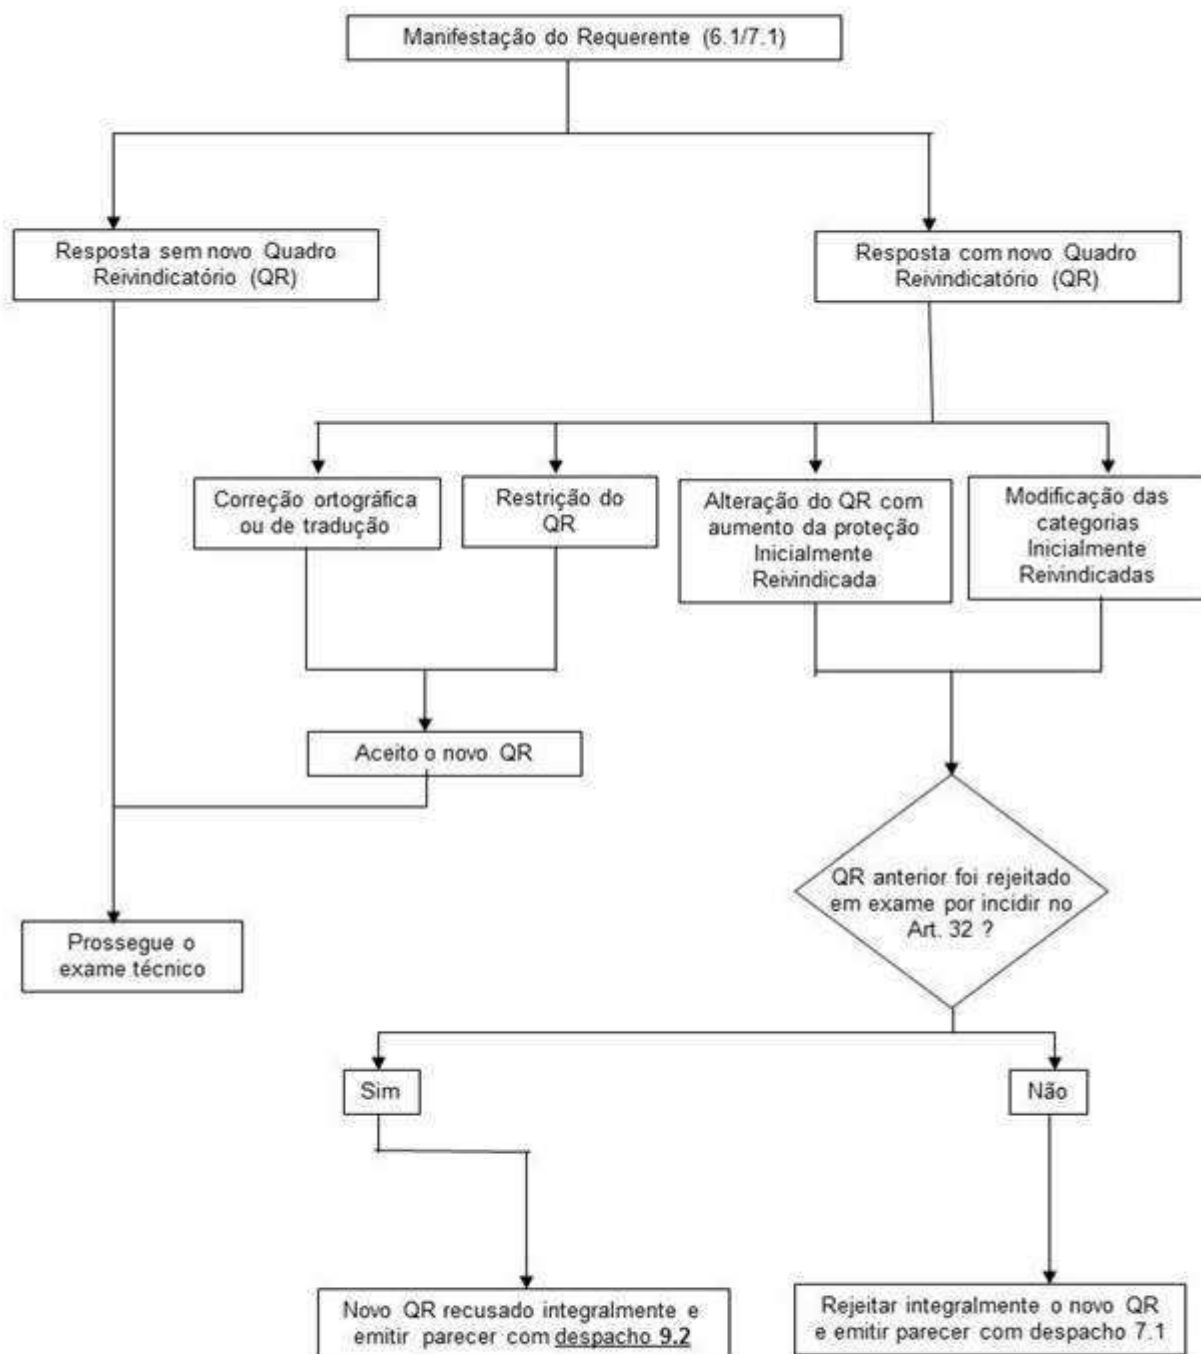 Manifestação do Requerente (6.1/7.1)
Resposta sem novo Quadro
Reivindicatório (QR)
Resposta com novo Quadro
Reivindicatório (QR)
Correção ortográfica
ou de tradução
Restrição do
QR
Alteração do QR com
aumento da proteção
Inicialmente
Reivindicada
Modificação das
categorias
Inicialmente
Reivindicadas
Aceito o novo QR
QR anterior foi rejeitado
em exame por incidir no
Art. 32 ?
Prossegue o
exame técnico
Sim
Não
Novo QR recusado integralmente e
emitir parecer com despacho 9.2
Rejeitar integralmente o novo QR
e emitir parecer com despacho 7.1